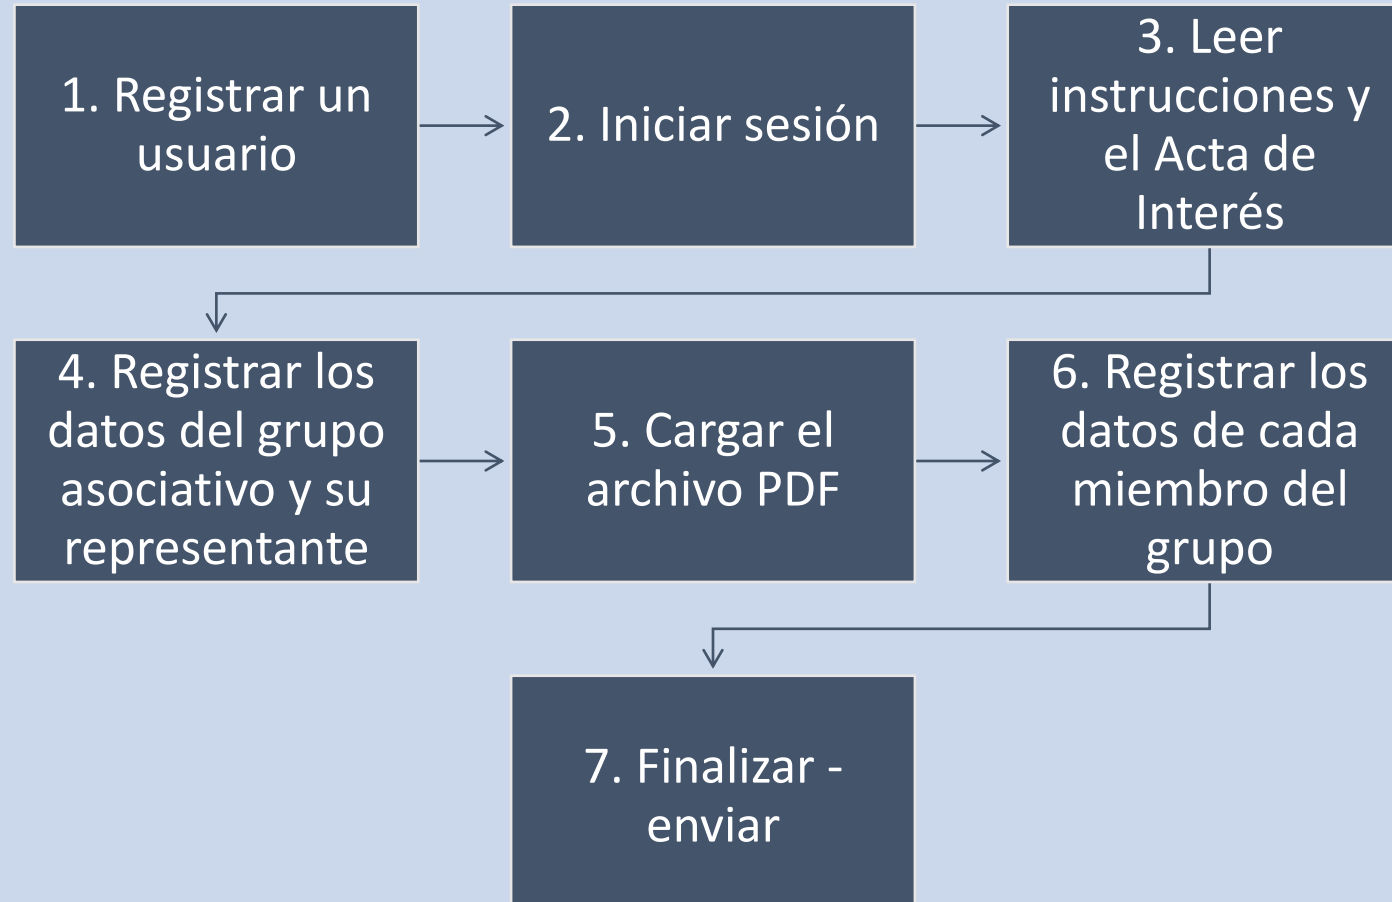 1. Registrar un
usuario
2. Iniciar sesión
3. Leer
instrucciones y
el Acta de
Interés
4. Registrar los
datos del grupo
asociativo y su
representante
5. Cargar el
archivo PDF
6. Registrar los
datos de cada
miembro del
grupo
7. Finalizar -
enviar